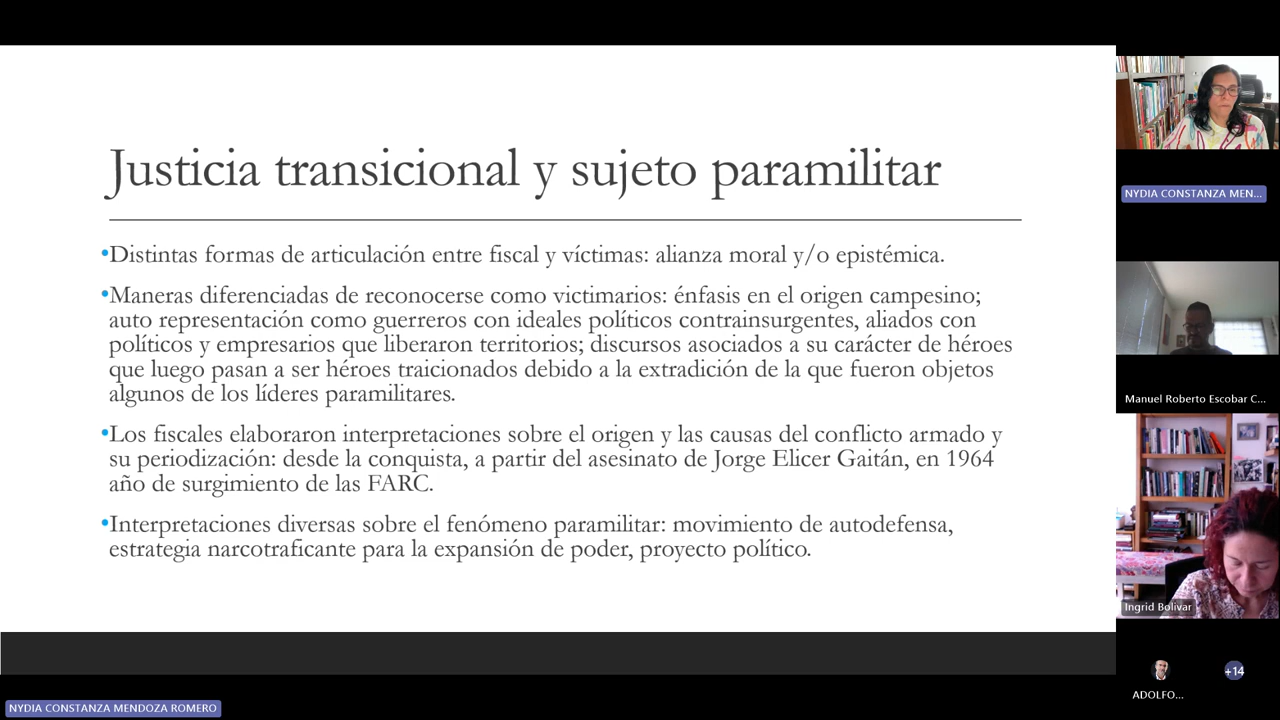 Justicia transicional y sujeto paramilitar
•Distintas formas de articulación entre fiscal y víctimas: alianza moral y/o epistémica.
•Maneras diferenciadas de reconocerse como victimarios: énfasis en el origen campesino;
auto representación como guerreros con ideales políticos contrainsurgentes, aliados con
políticos y empresarios que liberaron territorios; discursos asociados a su carácter de héroes
que luego pasan a ser héroes traicionados debido a la extradición de la que fueron objetos
algunos de los líderes paramilitares.
•Los fiscales elaboraron interpretaciones sobre el origen y las causas del conflicto armado y
su periodización: desde la conquista, a partir del asesinato de Jorge Elicer Gaitán, en 1964
año de surgimiento de las FARC.
•Interpretaciones diversas sobre el fenómeno paramilitar: movimiento de autodefensa,
estrategia narcotraficante para la expansión de poder, proyecto político.
NYDIA CONSTANZA MEN...
Manuel Roberto Escobar C...
Ingrid Bolivar
ADOLFO...
+14
NYDIA CONSTANZA MENDOZA ROMERO